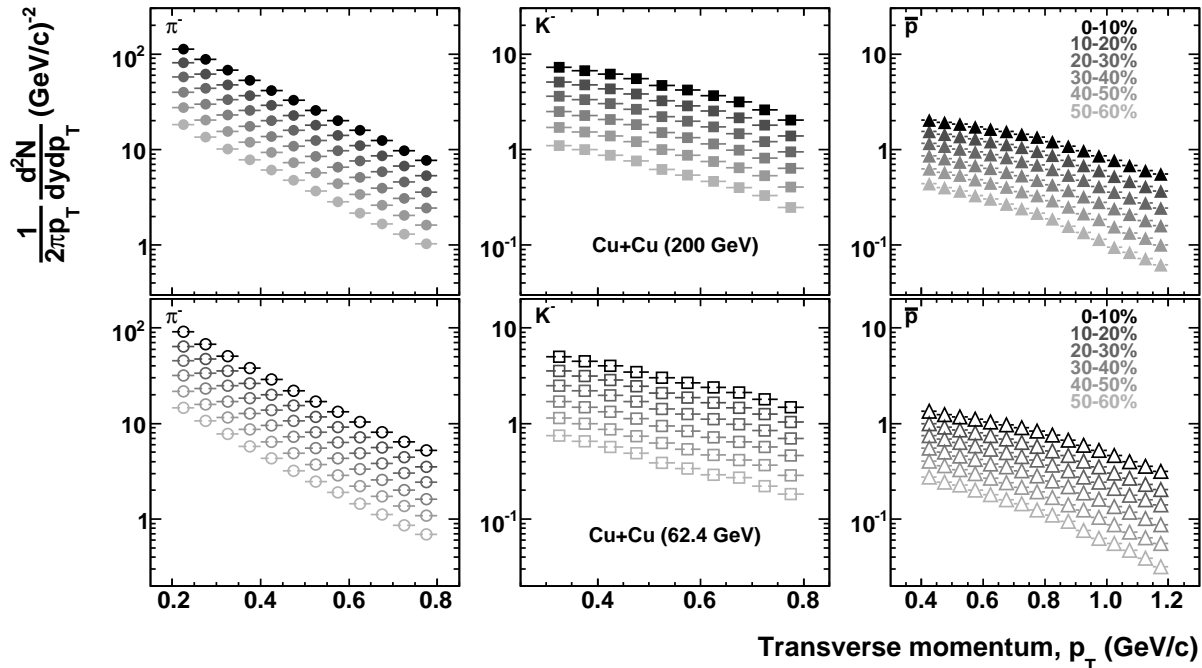 1/2πp_T d²N/dydp_T (GeV/c)⁻²
π⁻
10²
10
1
K⁻
10
1
10⁻¹
Cu+Cu (200 GeV)
p̄
10
1
10⁻¹
0-10%
10-20%
20-30%
30-40%
40-50%
50-60%
π⁻
10²
10
1
0.2 0.4 0.6 0.8
K⁻
10
1
10⁻¹
Cu+Cu (62.4 GeV)
0.4 0.6 0.8
p̄
10
1
10⁻¹
0-10%
10-20%
20-30%
30-40%
40-50%
50-60%
0.4 0.6 0.8 1.0 1.2
Transverse momentum, p_T (GeV/c)